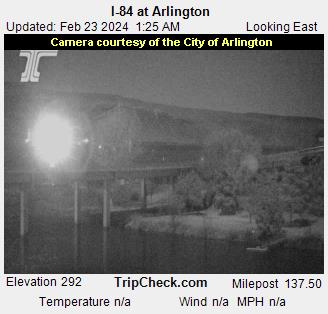 I-84 at Arlington
Updated: Feb 23 2024 1:25 AM Looking East
Camera courtesy of the City of Arlington
Elevation 292 TripCheck.com Milepost 137.50
Temperature n/a Wind n/a MPH n/a